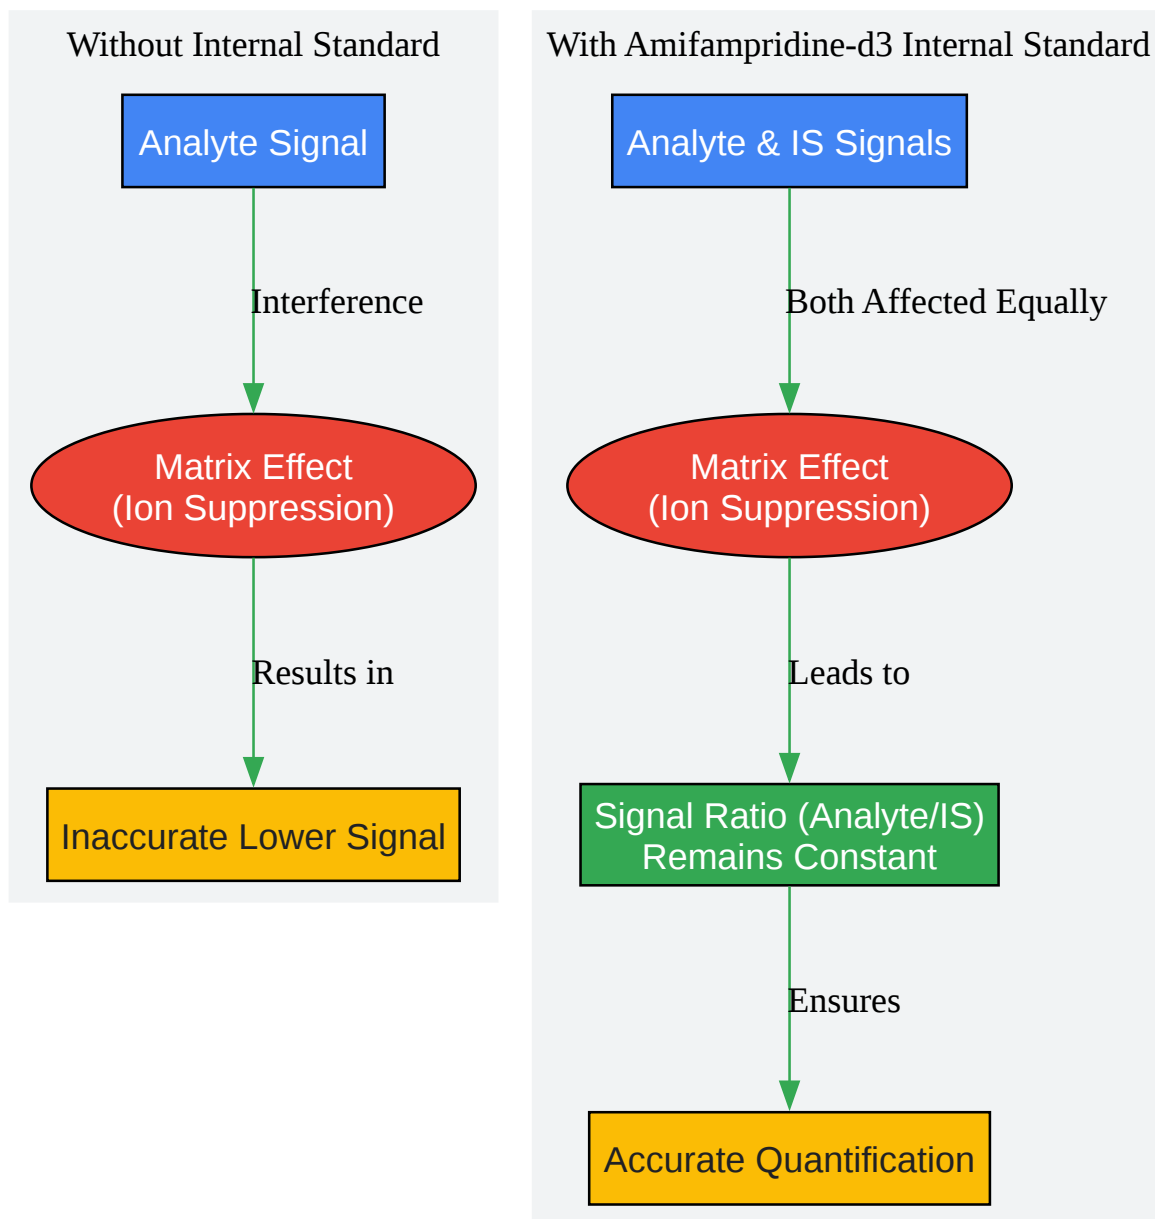 Without Internal Standard
Analyte Signal
Interference
Matrix Effect
(Ion Suppression)
Results in
Inaccurate Lower Signal
With Amifampridine-d3 Internal Standard
Analyte & IS Signals
Both Affected Equally
Matrix Effect
(Ion Suppression)
Leads to
Signal Ratio (Analyte/IS)
Remains Constant
Ensures
Accurate Quantification